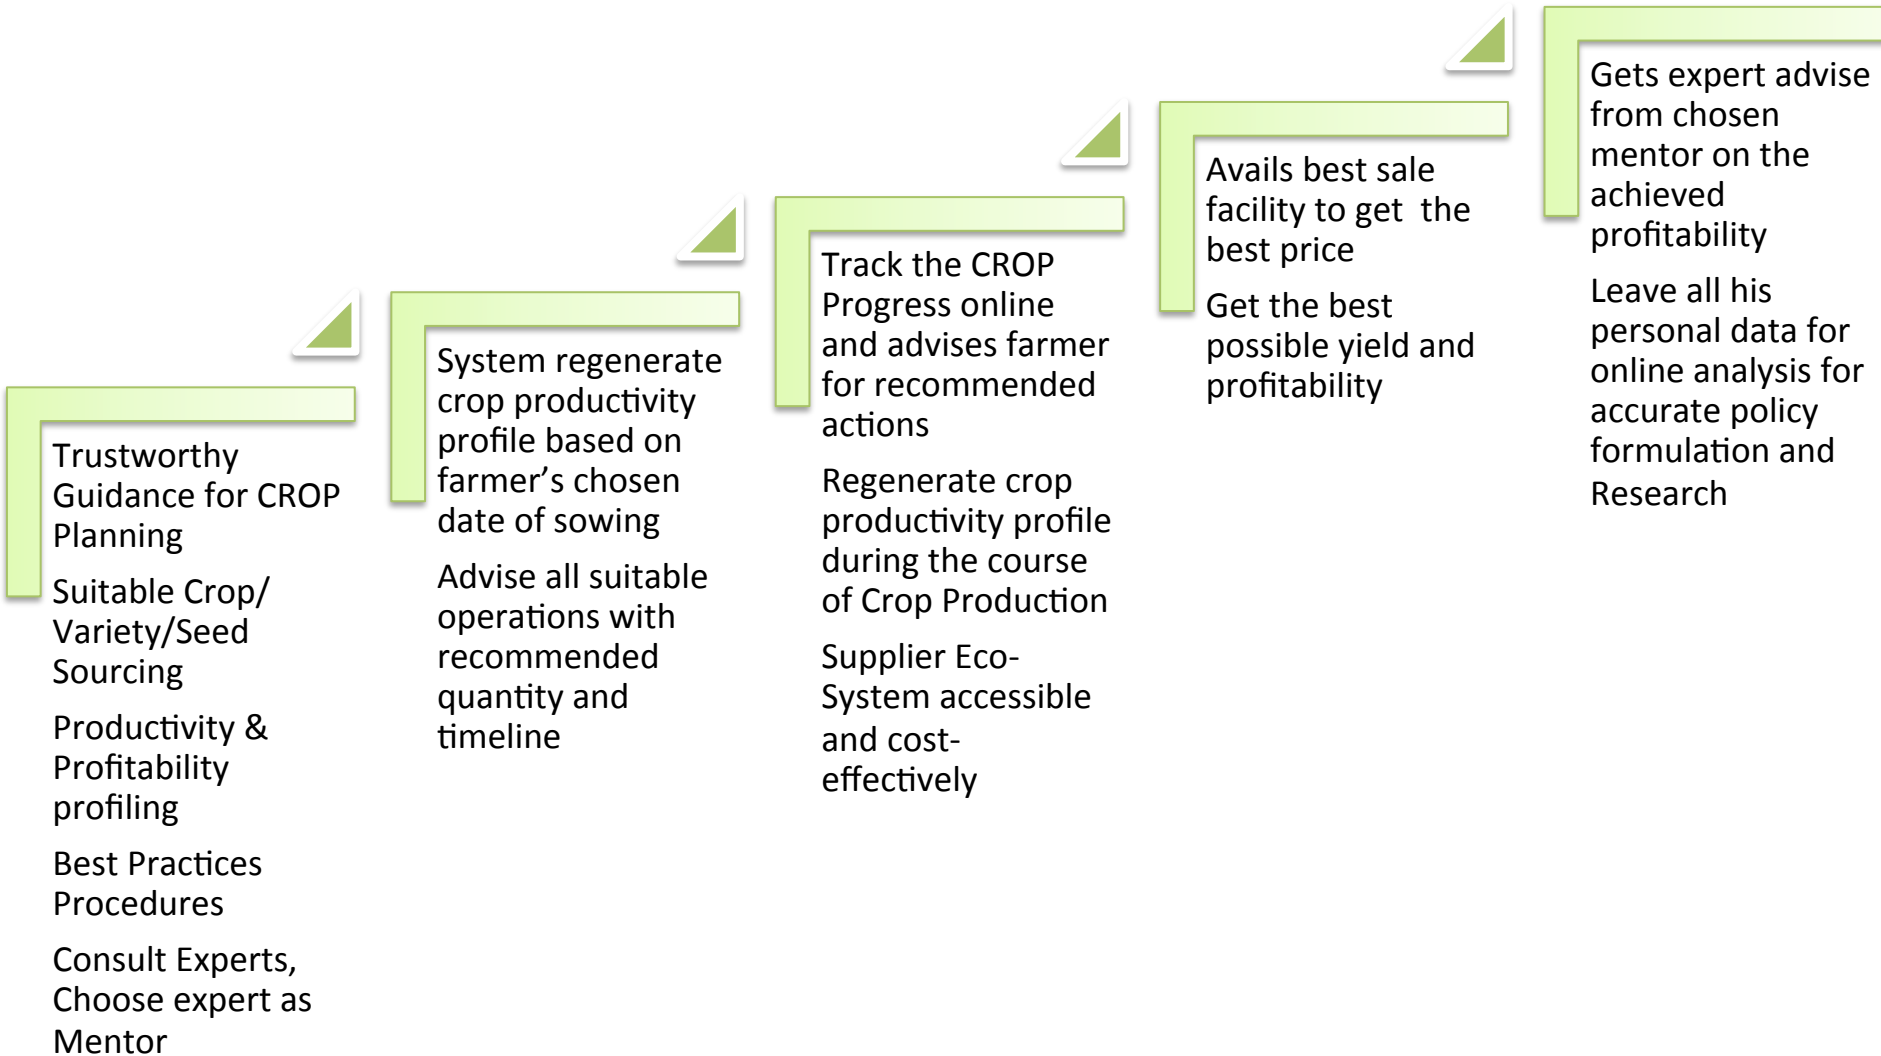 Trustworthy
Guidance for CROP
Planning
Suitable Crop/
Variety/Seed
Sourcing
Productivity &
Profitability
profiling
Best Practices
Procedures
Consult Experts,
Choose expert as
Mentor
System regenerate
crop productivity
profile based on
farmer’s chosen
date of sowing
Advise all suitable
operations with
recommended
quantity and
timeline
Track the CROP
Progress online
and advises farmer
for recommended
actions
Regenerate crop
productivity profile
during the course
of Crop Production
Supplier Eco-
System accessible
and cost-
effectively
Avails best sale
facility to get  the
best price
Get the best
possible yield and
profitability
Gets expert advise
from chosen
mentor on the
achieved
profitability
Leave all his
personal data for
online analysis for
accurate policy
formulation and
Research